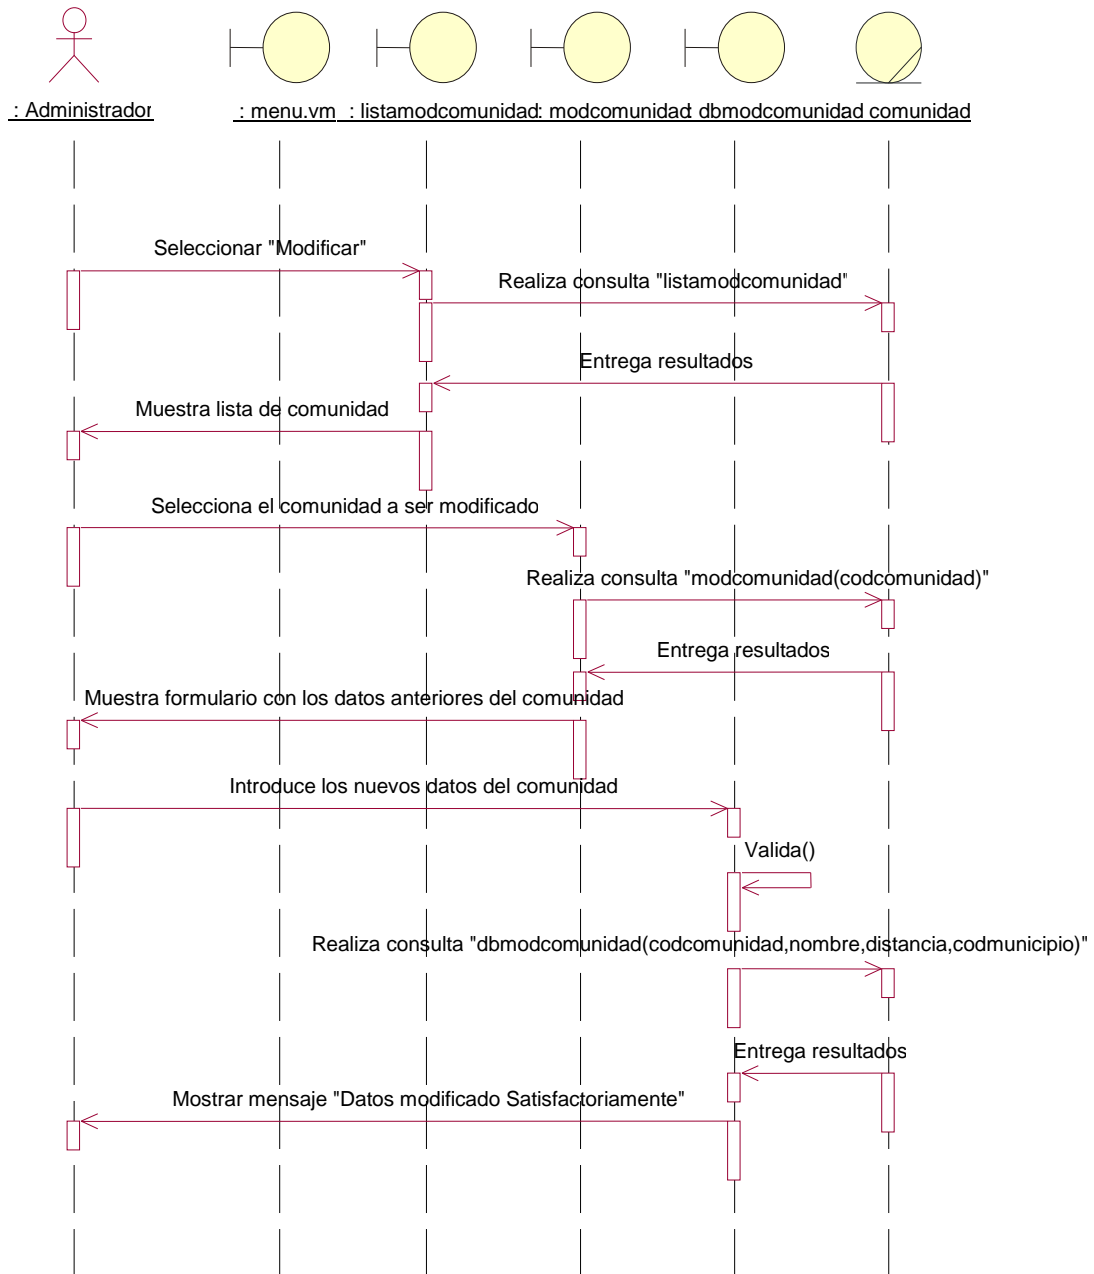 : Administrador
: menu.vm
: listamodcomunidad
: modcomunidad
: dbmodcomunidad
comunidad
Seleccionar "Modificar"
Realiza consulta "listamodcomunidad"
Entrega resultados
Muestra lista de comunidad
Selecciona el comunidad a ser modificado
Realiza consulta "modcomunidad(codcomunidad)"
Entrega resultados
Muestra formulario con los datos anteriores del comunidad
Introduce los nuevos datos del comunidad
Valida()
Realiza consulta "dbmodcomunidad(codcomunidad,nombre,distancia,codmunicipio)"
Entrega resultados
Mostrar mensaje "Datos modificado Satisfactoriamente"